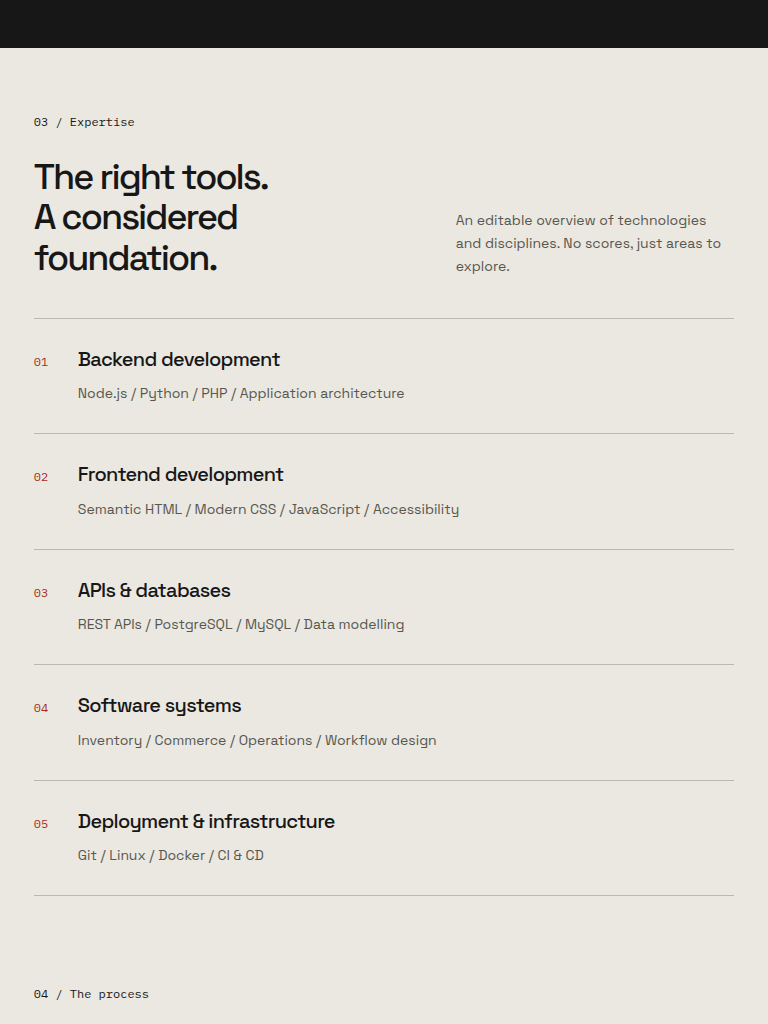 03 / Expertise
The right tools.
A considered
foundation.
An editable overview of technologies
and disciplines. No scores, just areas to
explore.
01
Backend development
Node.js / Python / PHP / Application architecture
02
Frontend development
Semantic HTML / Modern CSS / JavaScript / Accessibility
03
APIs & databases
REST APIs / PostgreSQL / MySQL / Data modelling
04
Software systems
Inventory / Commerce / Operations / Workflow design
05
Deployment & infrastructure
Git / Linux / Docker / CI & CD
04 / The process